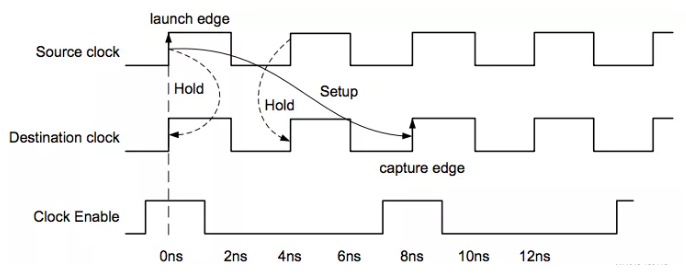 launch edge
Source clock
Hold
Hold
Setup
Destination clock
capture edge
Clock Enable
0ns 2ns 4ns 6ns 8ns 10ns 12ns